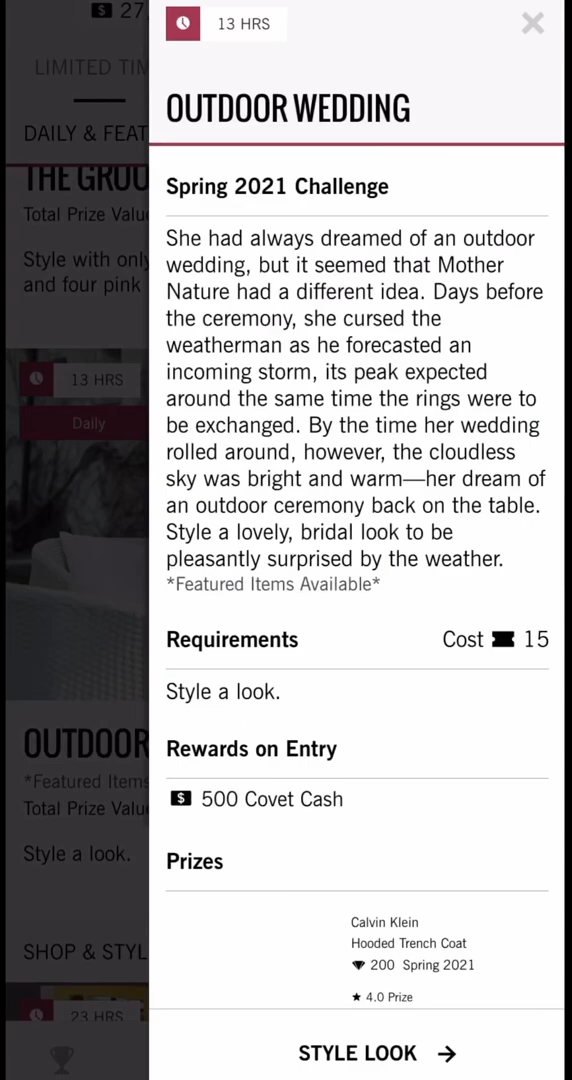 27,
LIMITED TIM
DAILY & FEAT
THE GROO
Total Prize Valu
Style with only
and four pink
13 HRS
Daily
OUTDOOR
*Featured Items
Total Prize Valu
Style a look.
SHOP & STYL
23 HRS
13 HRS
OUTDOOR WEDDING
Spring 2021 Challenge
She had always dreamed of an outdoor
wedding, but it seemed that Mother
Nature had a different idea. Days before
the ceremony, she cursed the
weatherman as he forecasted an
incoming storm, its peak expected
around the same time the rings were to
be exchanged. By the time her wedding
rolled around, however, the cloudless
sky was bright and warm—her dream of
an outdoor ceremony back on the table.
Style a lovely, bridal look to be
pleasantly surprised by the weather.
*Featured Items Available*
Requirements Cost 15
Style a look.
Rewards on Entry
$ 500 Covet Cash
Prizes
Calvin Klein
Hooded Trench Coat
200 Spring 2021
★ 4.0 Prize
STYLE LOOK →